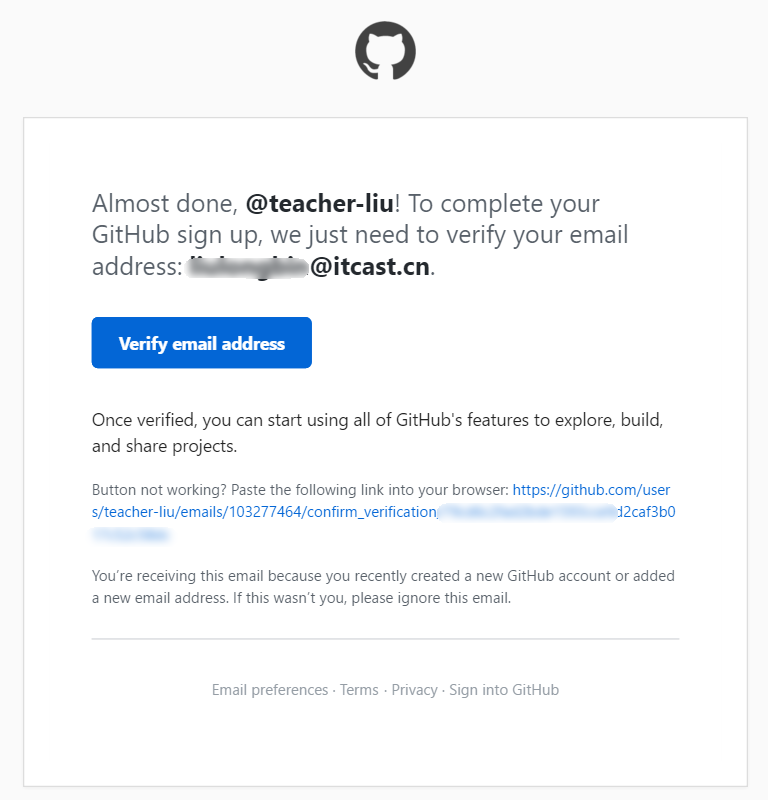 Almost done, @teacher-liu! To complete your
GitHub sign up, we just need to verify your email
address: @itcast.cn.
Verify email address
Once verified, you can start using all of GitHub's features to explore, build,
and share projects.
Button not working? Paste the following link into your browser: https://github.com/user
s/teacher-liu/emails/103277464/confirm_verification d2caf3b0
You’re receiving this email because you recently created a new GitHub account or added
a new email address. If this wasn’t you, please ignore this email.
Email preferences · Terms · Privacy · Sign into GitHub